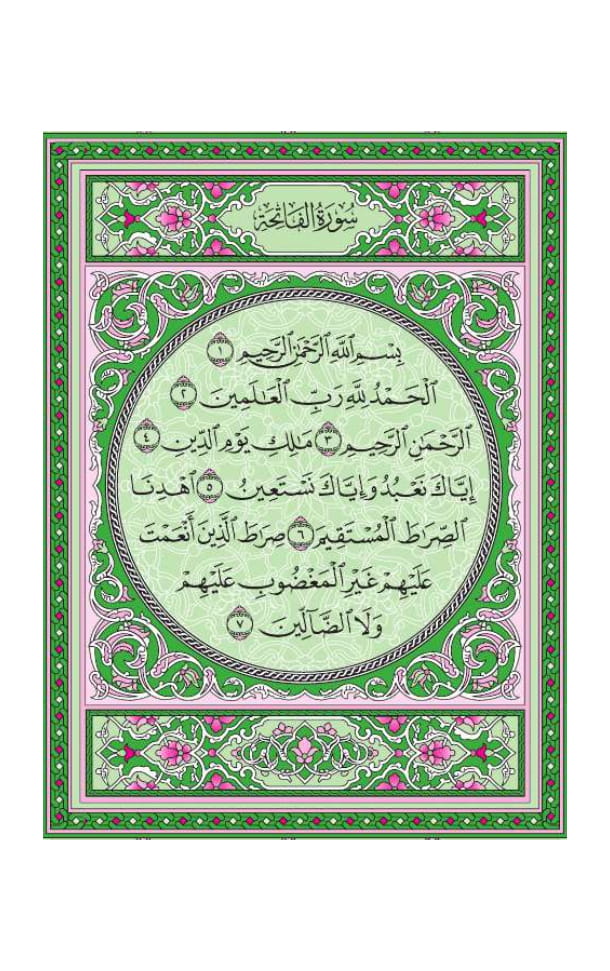 سُورَةُ الفَاتِحَةِ
بِسْمِ ٱللَّهِ ٱلرَّحْمَٰنِ ٱلرَّحِيمِ ١
ٱلْحَمْدُ لِلَّهِ رَبِّ ٱلْعَٰلَمِينَ ٢
ٱلرَّحْمَٰنِ ٱلرَّحِيمِ ٣ مَٰلِكِ يَوْمِ ٱلدِّينِ ٤
إِيَّاكَ نَعْبُدُ وَإِيَّاكَ نَسْتَعِينُ ٥ ٱهْدِنَا
ٱلصِّرَٰطَ ٱلْمُسْتَقِيمَ ٦ صِرَٰطَ ٱلَّذِينَ أَنْعَمْتَ
عَلَيْهِمْ غَيْرِ ٱلْمَغْضُوبِ عَلَيْهِمْ
وَلَا ٱلضَّآلِّينَ ٧